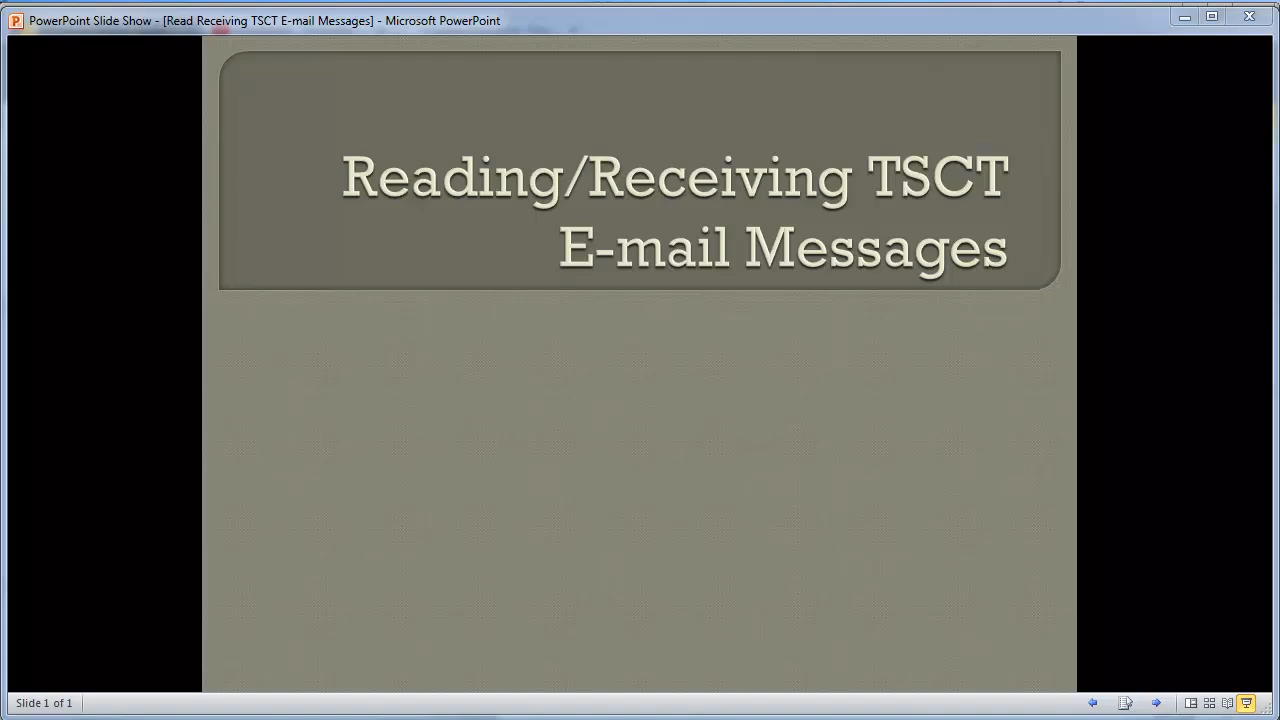 PowerPoint Slide Show - [Read Receiving TSCT E-mail Messages] - Microsoft PowerPoint
Reading/Receiving TSCT
E-mail Messages
Slide 1 of 1